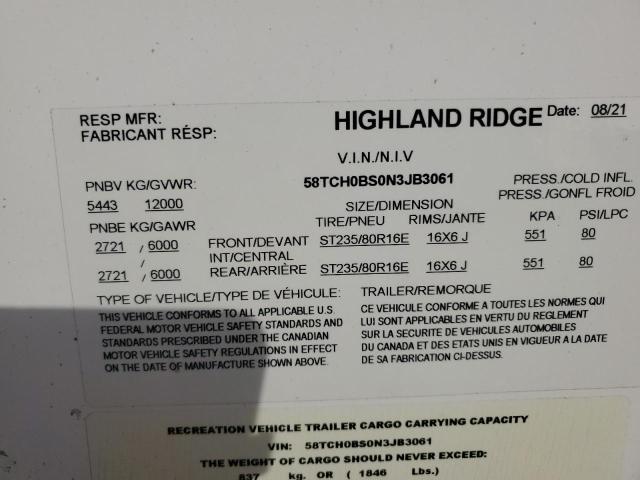 RESP MFR: HIGHLAND RIDGE Date: 08/21
FABRICANT RÉSP:
V.I.N./N.I.V
PNBV KG/GVWR: 58TCH0BS0N3JB3061 PRESS./COLD INFL.
5443 12000 SIZE/DIMENSION PRESS./GONFL FROID
PNBE KG/GAWR TIRE/PNEU RIMS/JANTE KPA PSI/LPC
2721 / 6000 FRONT/DEVANT ST235/80R16E 16X6 J 551 80
/ INT/CENTRAL
2721 / 6000 REAR/ARRIÈRE ST235/80R16E 16X6 J 551 80
TYPE OF VEHICLE/TYPE DE VÉHICULE: TRAILER/REMORQUE
THIS VEHICLE CONFORMS TO ALL APPLICABLE U.S.
FEDERAL MOTOR VEHICLE SAFETY STANDARDS AND
STANDARDS PRESCRIBED UNDER THE CANADIAN
MOTOR VEHICLE SAFETY REGULATIONS IN EFFECT
ON THE DATE OF MANUFACTURE SHOWN ABOVE.
CE VEHICULE CONFORME A TOUTES LES NORMES QUI
LUI SONT APPLICABLES EN VERTU DU REGLEMENT
SUR LA SECURITE DE VEHICULES AUTOMOBILES
DU CANADA ET DES ETATS UNIS EN VIGUEUR A LA DATE
DE SA FABRICATION CI-DESSUS.
RECREATION VEHICLE TRAILER CARGO CARRYING CAPACITY
VIN: 58TCH0BS0N3JB3061
THE WEIGHT OF CARGO SHOULD NEVER EXCEED:
837 kg. OR ( 1846 Lbs.)